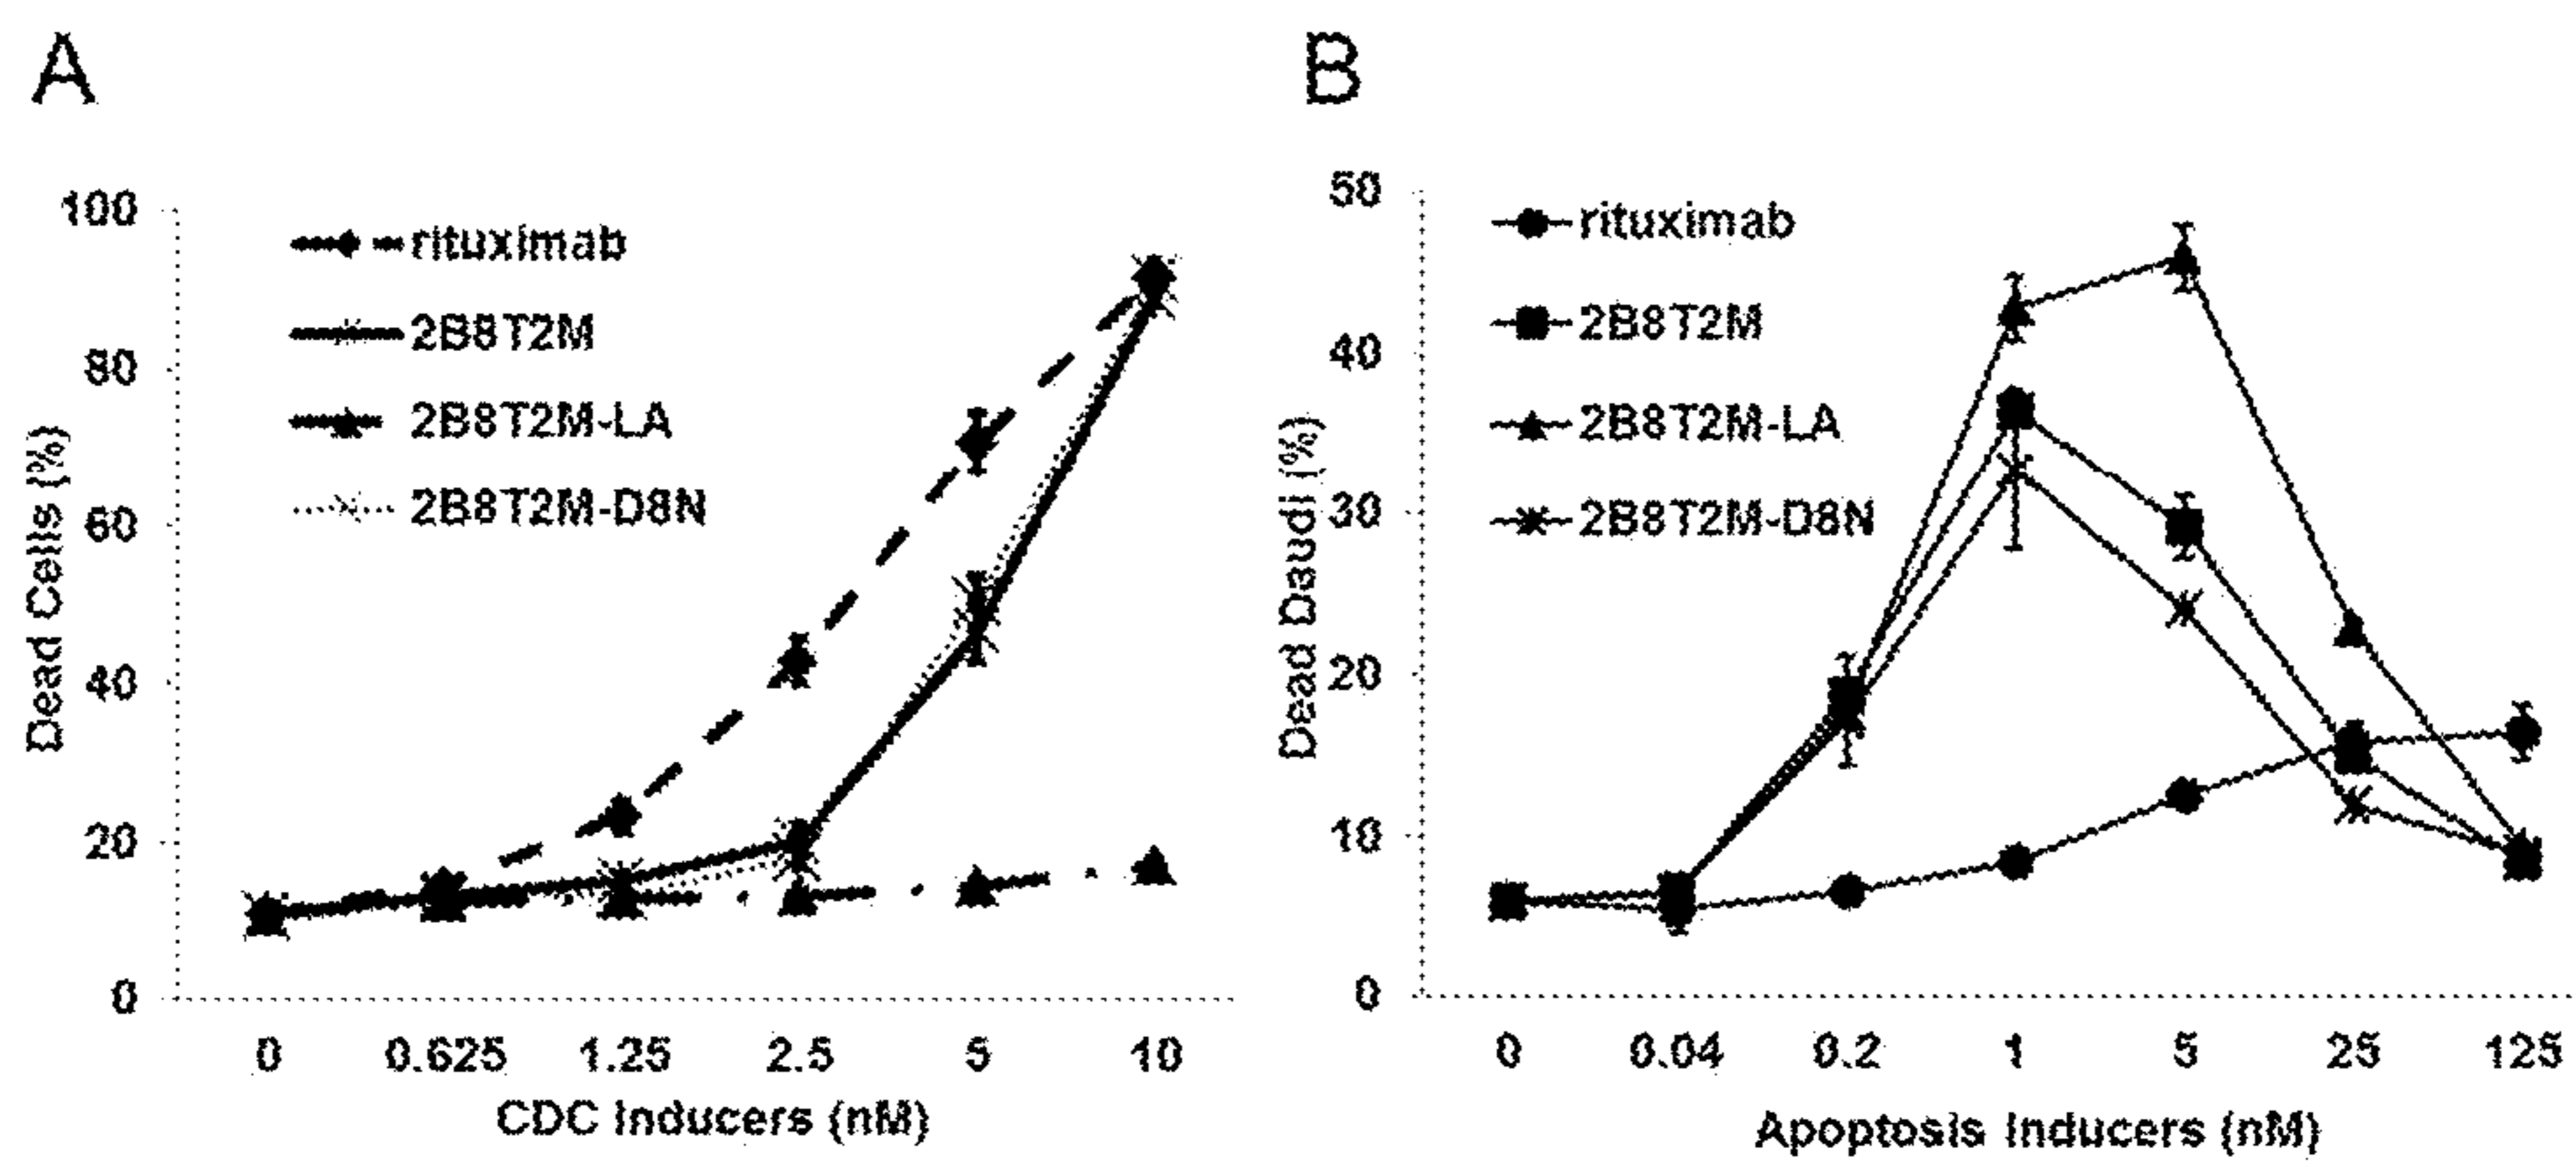 A
B
100
80
60
40
20
0
Dead Cells (%)
rituximab
2B8T2M
2B8T2M-LA
2B8T2M-D8N
0 0.625 1.25 2.5 5 10
CDC Inducers (nM)
50
40
30
20
10
0
Dead Daudi (%)
rituximab
2B8T2M
2B8T2M-LA
2B8T2M-D8N
0 0.04 0.2 1 5 25 125
Apoptosis Inducers (nM)